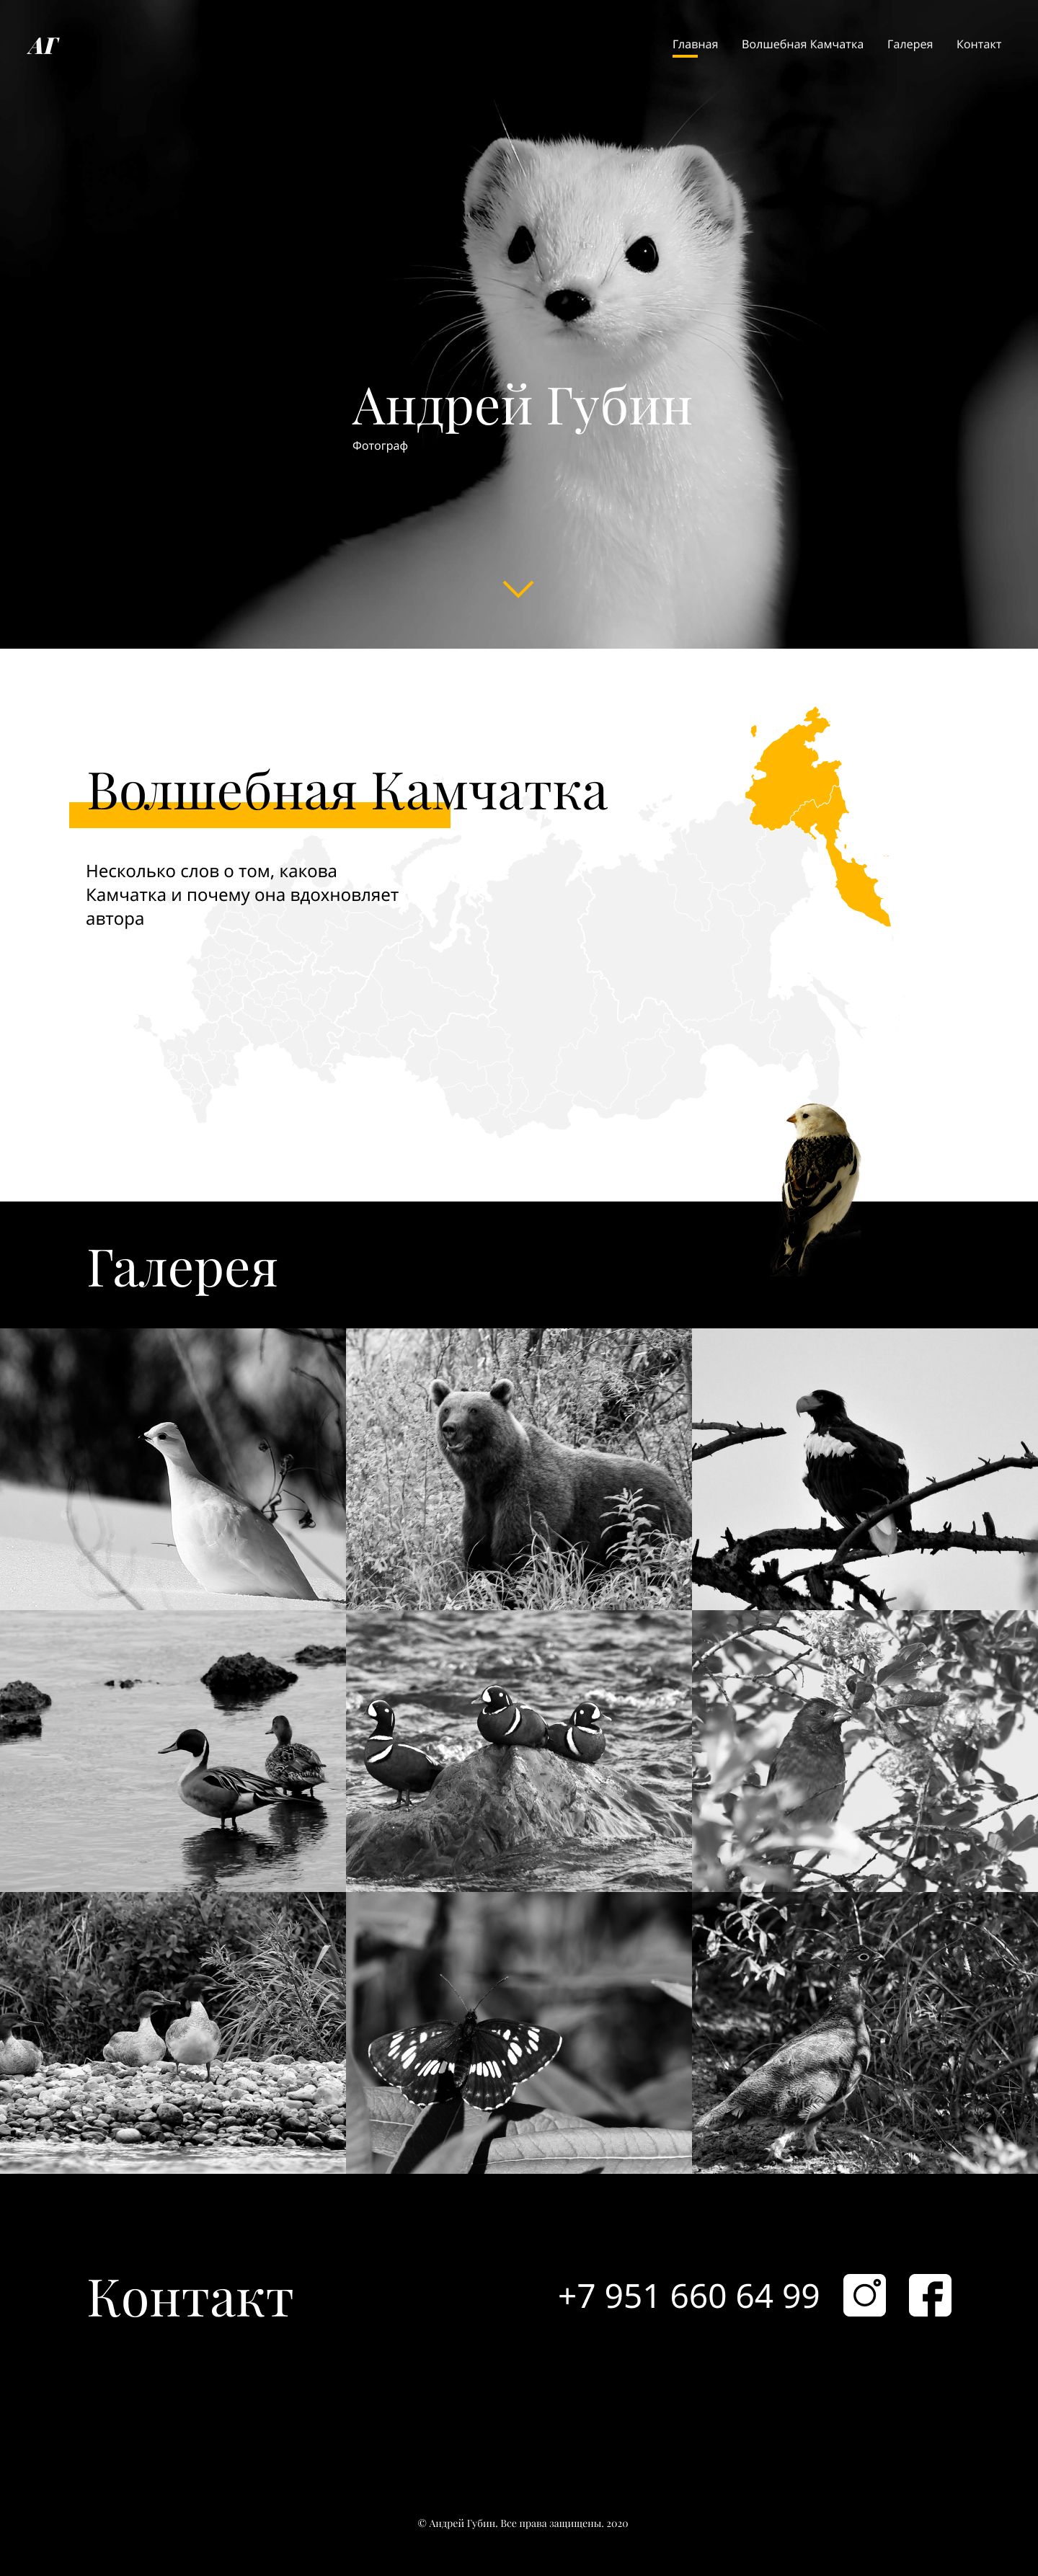 АГ
Главная Волшебная Камчатка Галерея Контакт
Андрей Губин
Фотограф
Волшебная Камчатка
Несколько слов о том, какова
Камчатка и почему она вдохновляет
автора
Галерея
Контакт
+7 951 660 64 99
© Андрей Губин. Все права защищены. 2020